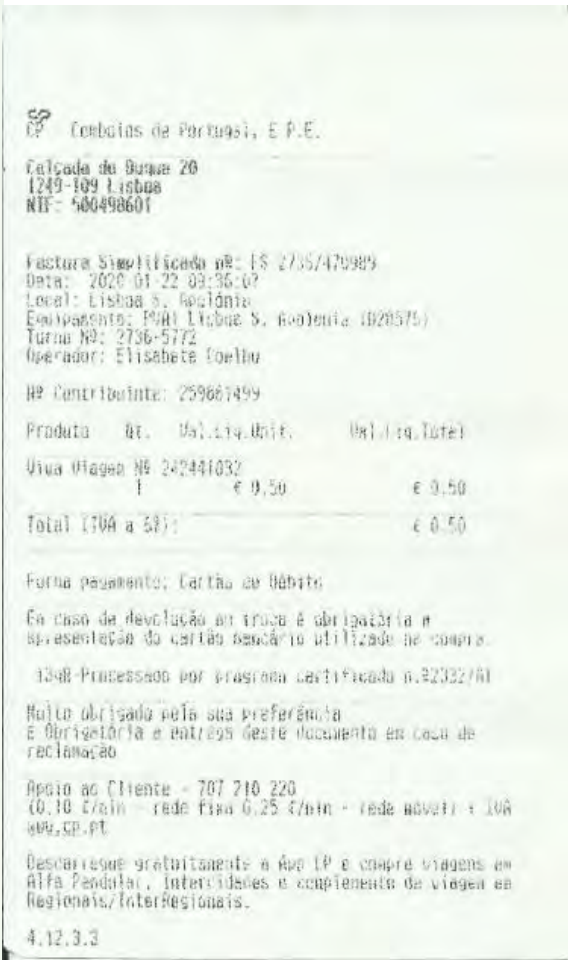 CP Comboios de Portugal, E.P.E.
Calçada do Duque 20
1249-109 Lisboa
NIF: 500498601
Factura Simplificada nº: FS 2736/470989
Data: 2020-01-22 09:36:07
Local: Lisboa S. Apolónia
Equipamento: Lisboa S. Apolonia (020575)
Turno Nº: 2736-5772
Operador: Elisabete Coelho
Nº Contribuinte: 259661499
Produto Qt. Val.Liq.Unit. Val.Liq.Total
Viva Viagem Nº 242441032
1 € 0.50 € 0.50
Total (IVA a 6%): € 0.50
Forma pagamento: Cartão de Débito
Em caso de devolução ou troca é obrigatória a
apresentação do cartão bancário utilizado na compra.
Processado por programa certificado
Muito obrigado pela sua preferência
É Obrigatória a entrega deste documento em caso de
reclamação
Apoio ao Cliente - 707 210 220
(0.10 €/min - rede fixa 0.25 €/min - rede móvel) + IVA
www.cp.pt
Descarregue gratuitamente a App CP e compre viagens em
Alfa Pendular, Intercidades e complemento de viagem em
Regionais/InterRegionais.
4.12.3.3